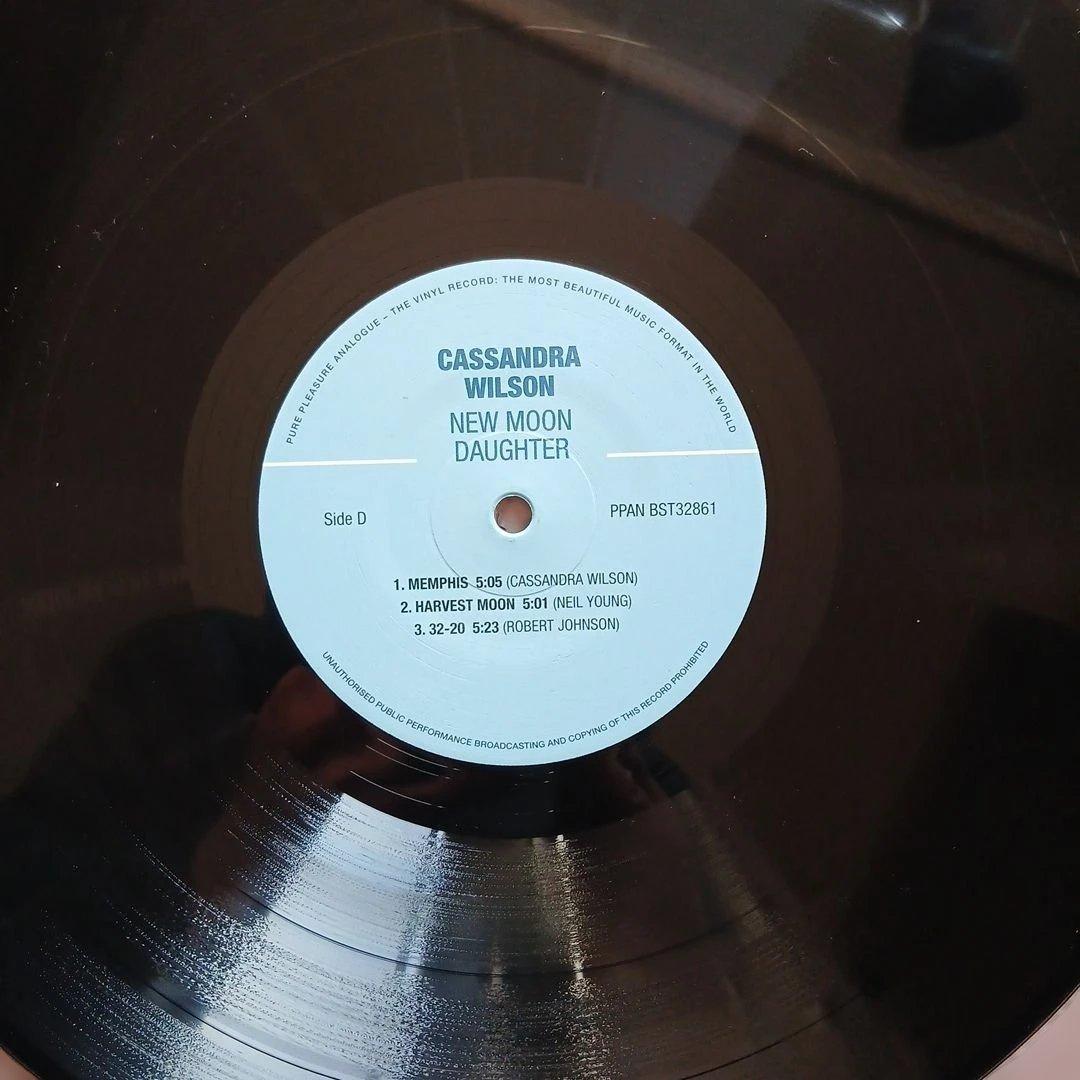 PURE PLEASURE ANALOGUE – THE VINYL RECORD: THE MOST BEAUTIFUL MUSIC FORMAT IN THE WORLD
CASSANDRA
WILSON
NEW MOON
DAUGHTER
Side D
PPAN BST32861
1. MEMPHIS 5:05 (CASSANDRA WILSON)
2. HARVEST MOON 5:01 (NEIL YOUNG)
3. 32-20 5:23 (ROBERT JOHNSON)
UNAUTHORISED PUBLIC PERFORMANCE BROADCASTING AND COPYING OF THIS RECORD PROHIBITED